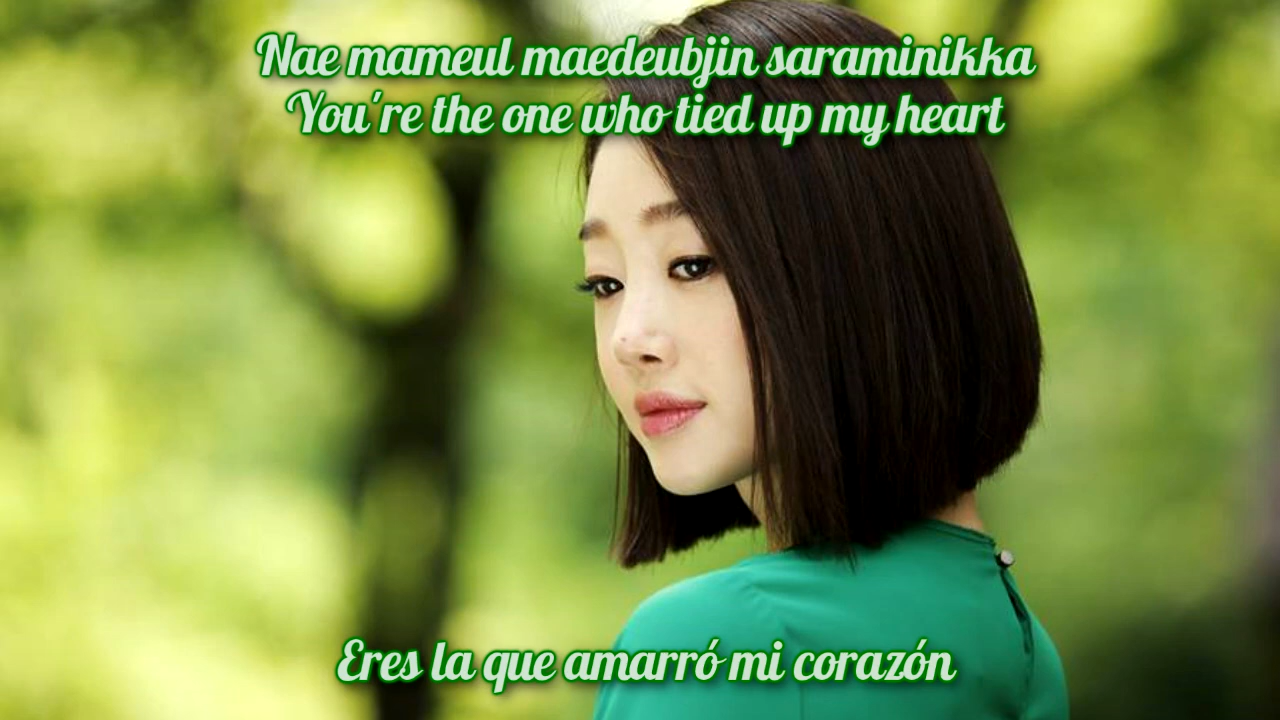 Nae mameul maedeubjin saraminikka
You're the one who tied up my heart
Eres la que amarró mi corazón